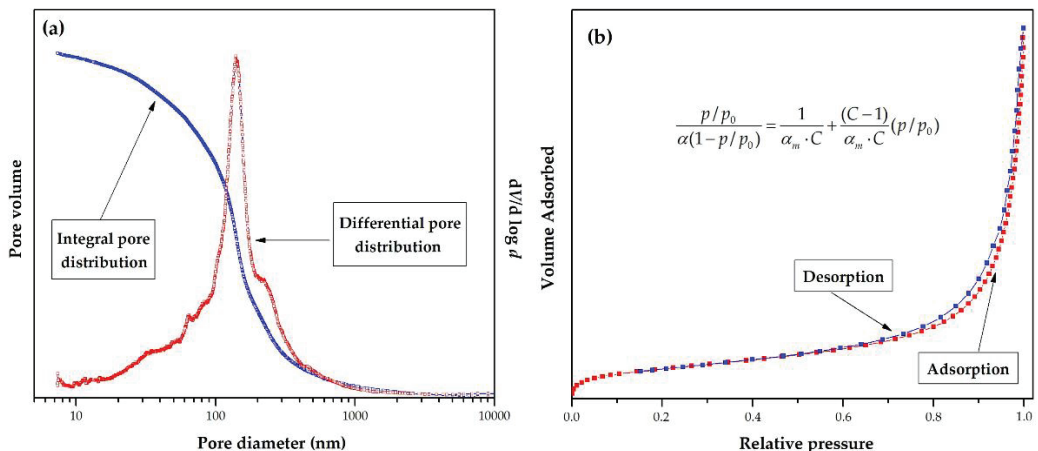 (a)
Pore volume
Integral pore
distribution
Differential pore
distribution
dV/d log d
10
100
1000
10000
Pore diameter (nm)
(b)
Volume Adsorbed
p/p₀ / α(1−p/p₀) = 1/αₘ·C + (C−1)/αₘ·C (p/p₀)
Desorption
Adsorption
0.0 0.2 0.4 0.6 0.8 1.0
Relative pressure